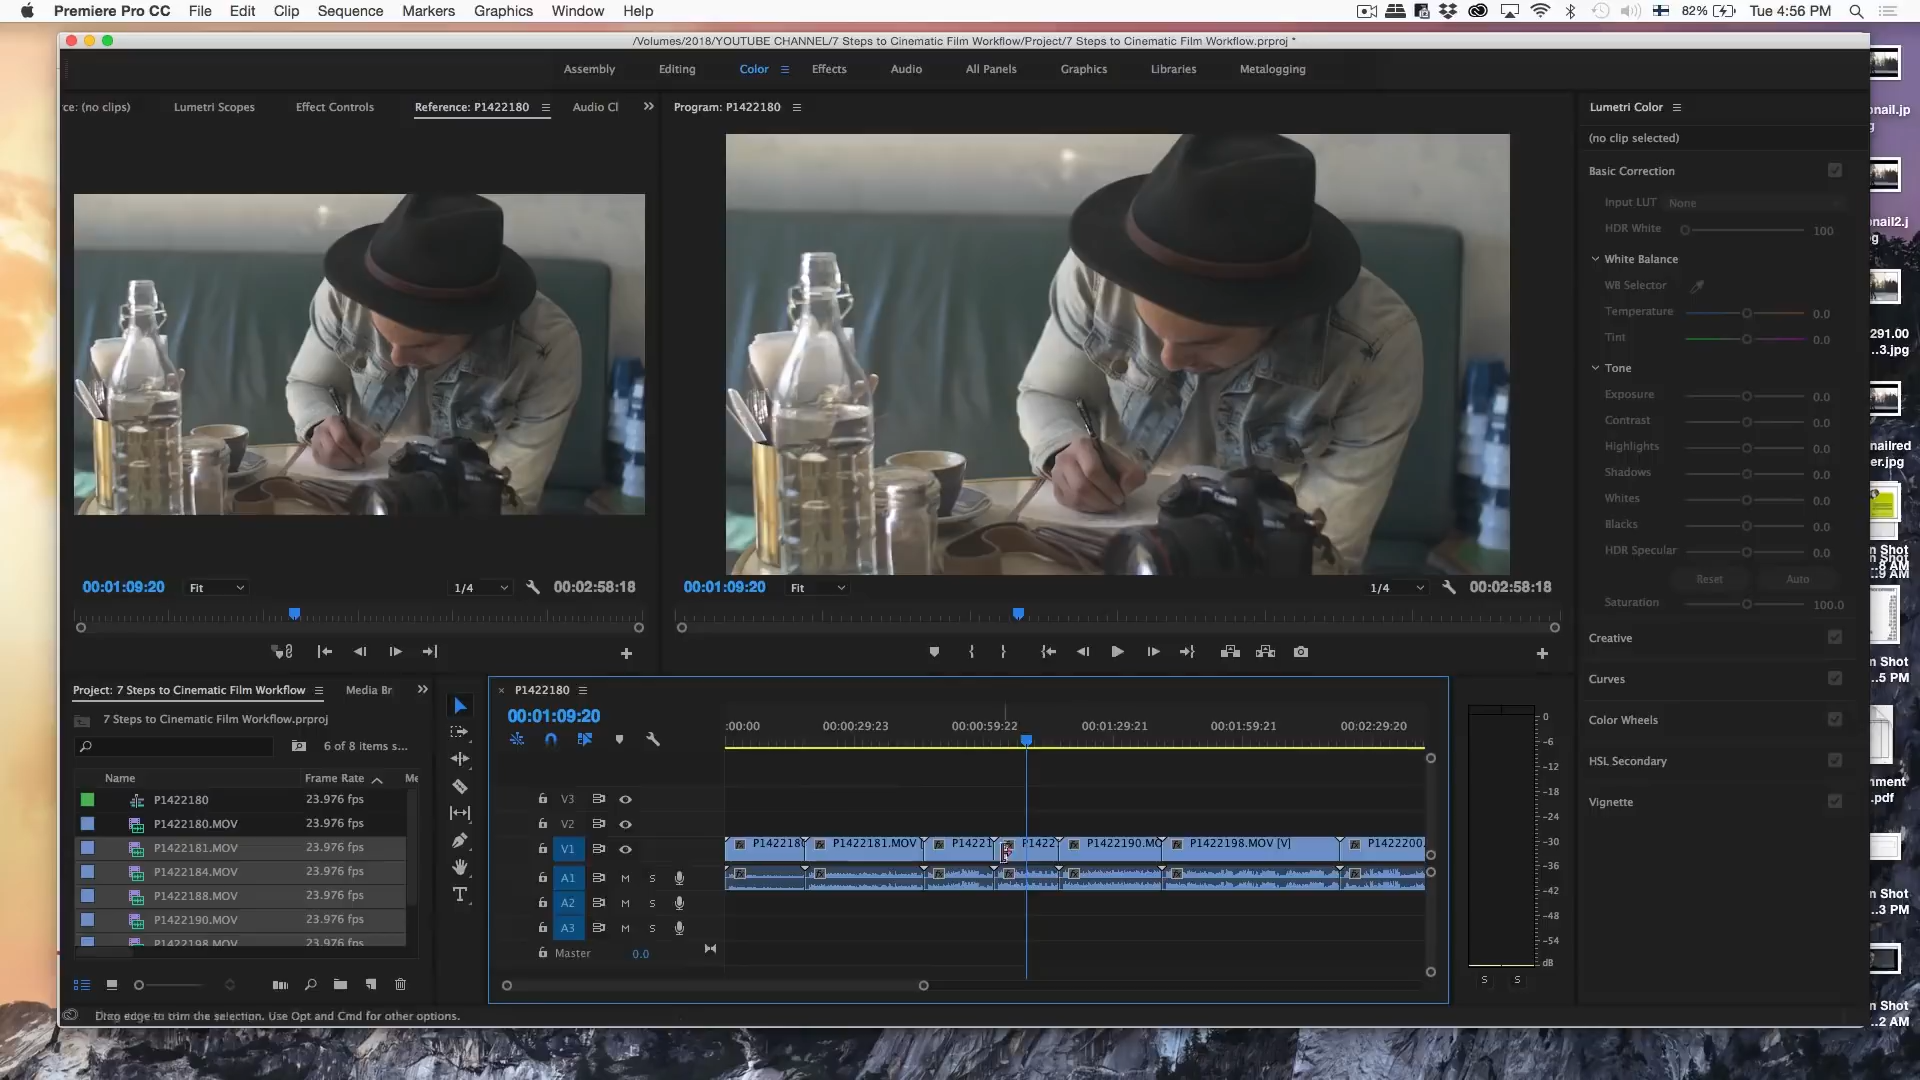 Premiere Pro CC File Edit Clip Sequence Markers Graphics Window Help
82% Tue 4:56 PM
/Volumes/2018/YOUTUBE CHANNEL/7 Steps to Cinematic Film Workflow/Project/7 Steps to Cinematic Film Workflow.prproj *
Assembly Editing Color Effects Audio All Panels Graphics Libraries Metalogging
ce: (no clips) Lumetri Scopes Effect Controls Reference: P1422180 Audio Cl
Program: P1422180
Lumetri Color
(no clip selected)
Basic Correction
Input LUT None
HDR White 100
White Balance
WB Selector
Temperature 0.0
Tint 0.0
Tone
Exposure 0.0
Contrast 0.0
Highlights 0.0
Shadows 0.0
Whites 0.0
Blacks 0.0
HDR Specular 0.0
Reset Auto
Saturation 100.0
Creative
Curves
Color Wheels
HSL Secondary
Vignette
00:01:09:20 Fit 1/4 00:02:58:18
00:01:09:20 Fit 1/4 00:02:58:18
Project: 7 Steps to Cinematic Film Workflow Media Br
7 Steps to Cinematic Film Workflow.prproj
6 of 8 items s...
Name Frame Rate Me
P1422180 23.976 fps
P1422180.MOV 23.976 fps
P1422181.MOV 23.976 fps
P1422184.MOV 23.976 fps
P1422188.MOV 23.976 fps
P1422190.MOV 23.976 fps
P1422198.MOV 23.976 fps
T
P1422180
00:01:09:20
:00:00 00:00:29:23 00:00:59:22 00:01:29:21 00:01:59:21 00:02:29:20
V3
V2
V1 P142218 P1422181.MOV P14221 P1422 P1422190.MO P1422198.MOV [V] P1422200.
A1 M S
A2 M S
A3 M S
Master 0.0
0
-6
-12
-18
-24
-30
-36
-42
-48
-54
dB
S S
Drag edge to trim the selection. Use Opt and Cmd for other options.
onail.jp
g
nail2.j
pg
291.00
...3.jpg
nailred
er.jpg
n Shot
n Shot
...5 PM
nment
.pdf
n Shot
...3 PM
n Shot
...2 AM